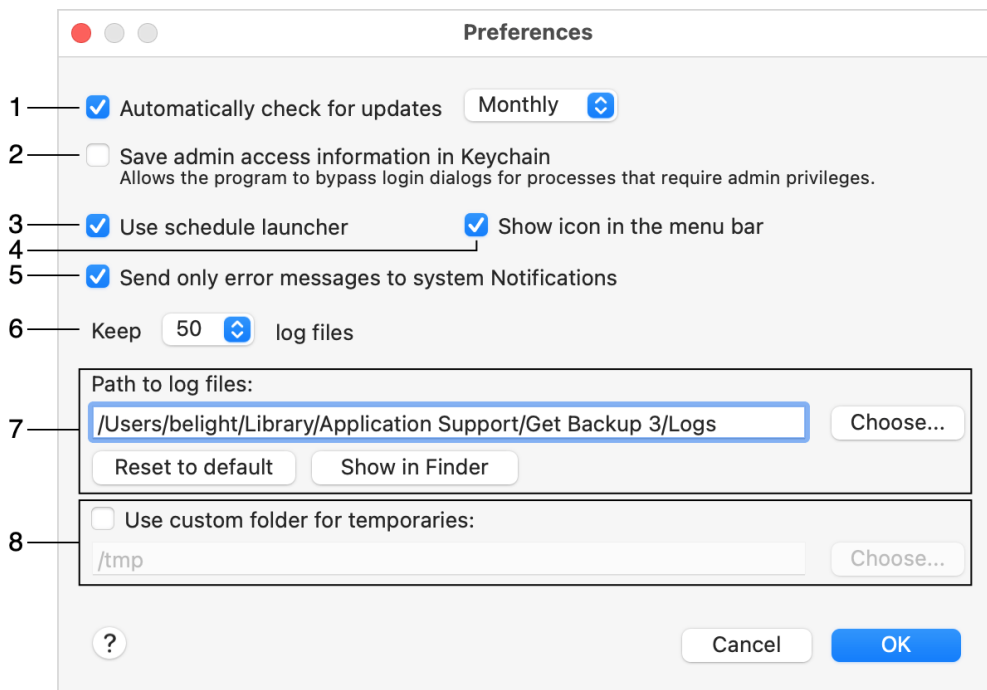 Preferences
1 Automatically check for updates Monthly
2 Save admin access information in Keychain
Allows the program to bypass login dialogs for processes that require admin privileges.
3 Use schedule launcher Show icon in the menu bar
4
5 Send only error messages to system Notifications
6 Keep 50 log files
Path to log files:
7 /Users/belight/Library/Application Support/Get Backup 3/Logs Choose...
Reset to default Show in Finder
Use custom folder for temporaries:
8 /tmp Choose...
? Cancel OK